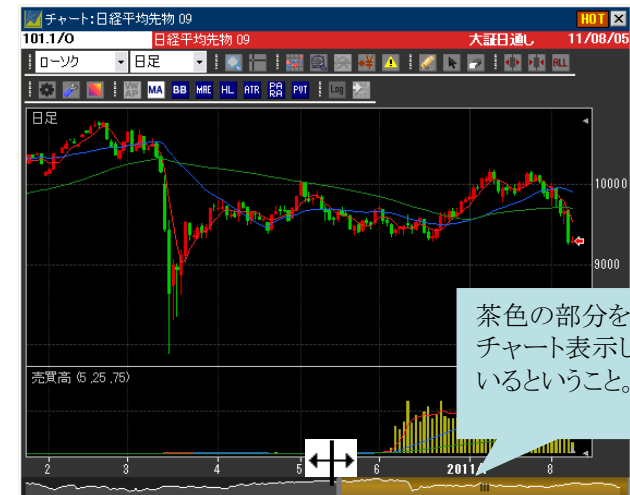 チャート:日経平均先物 09
HOT
101.1/0
日経平均先物 09
大証日通し
11/08/05
ローソク
日足
ALL
VW AP
MA
BB
MAE
HL
ATR
PA RA
PVT
Log
日足
10000
9000
茶色の部分を
チャート表示し
いるということ。
売買高 (5 ,25 ,75)
2
3
4
5
6
2011/
8